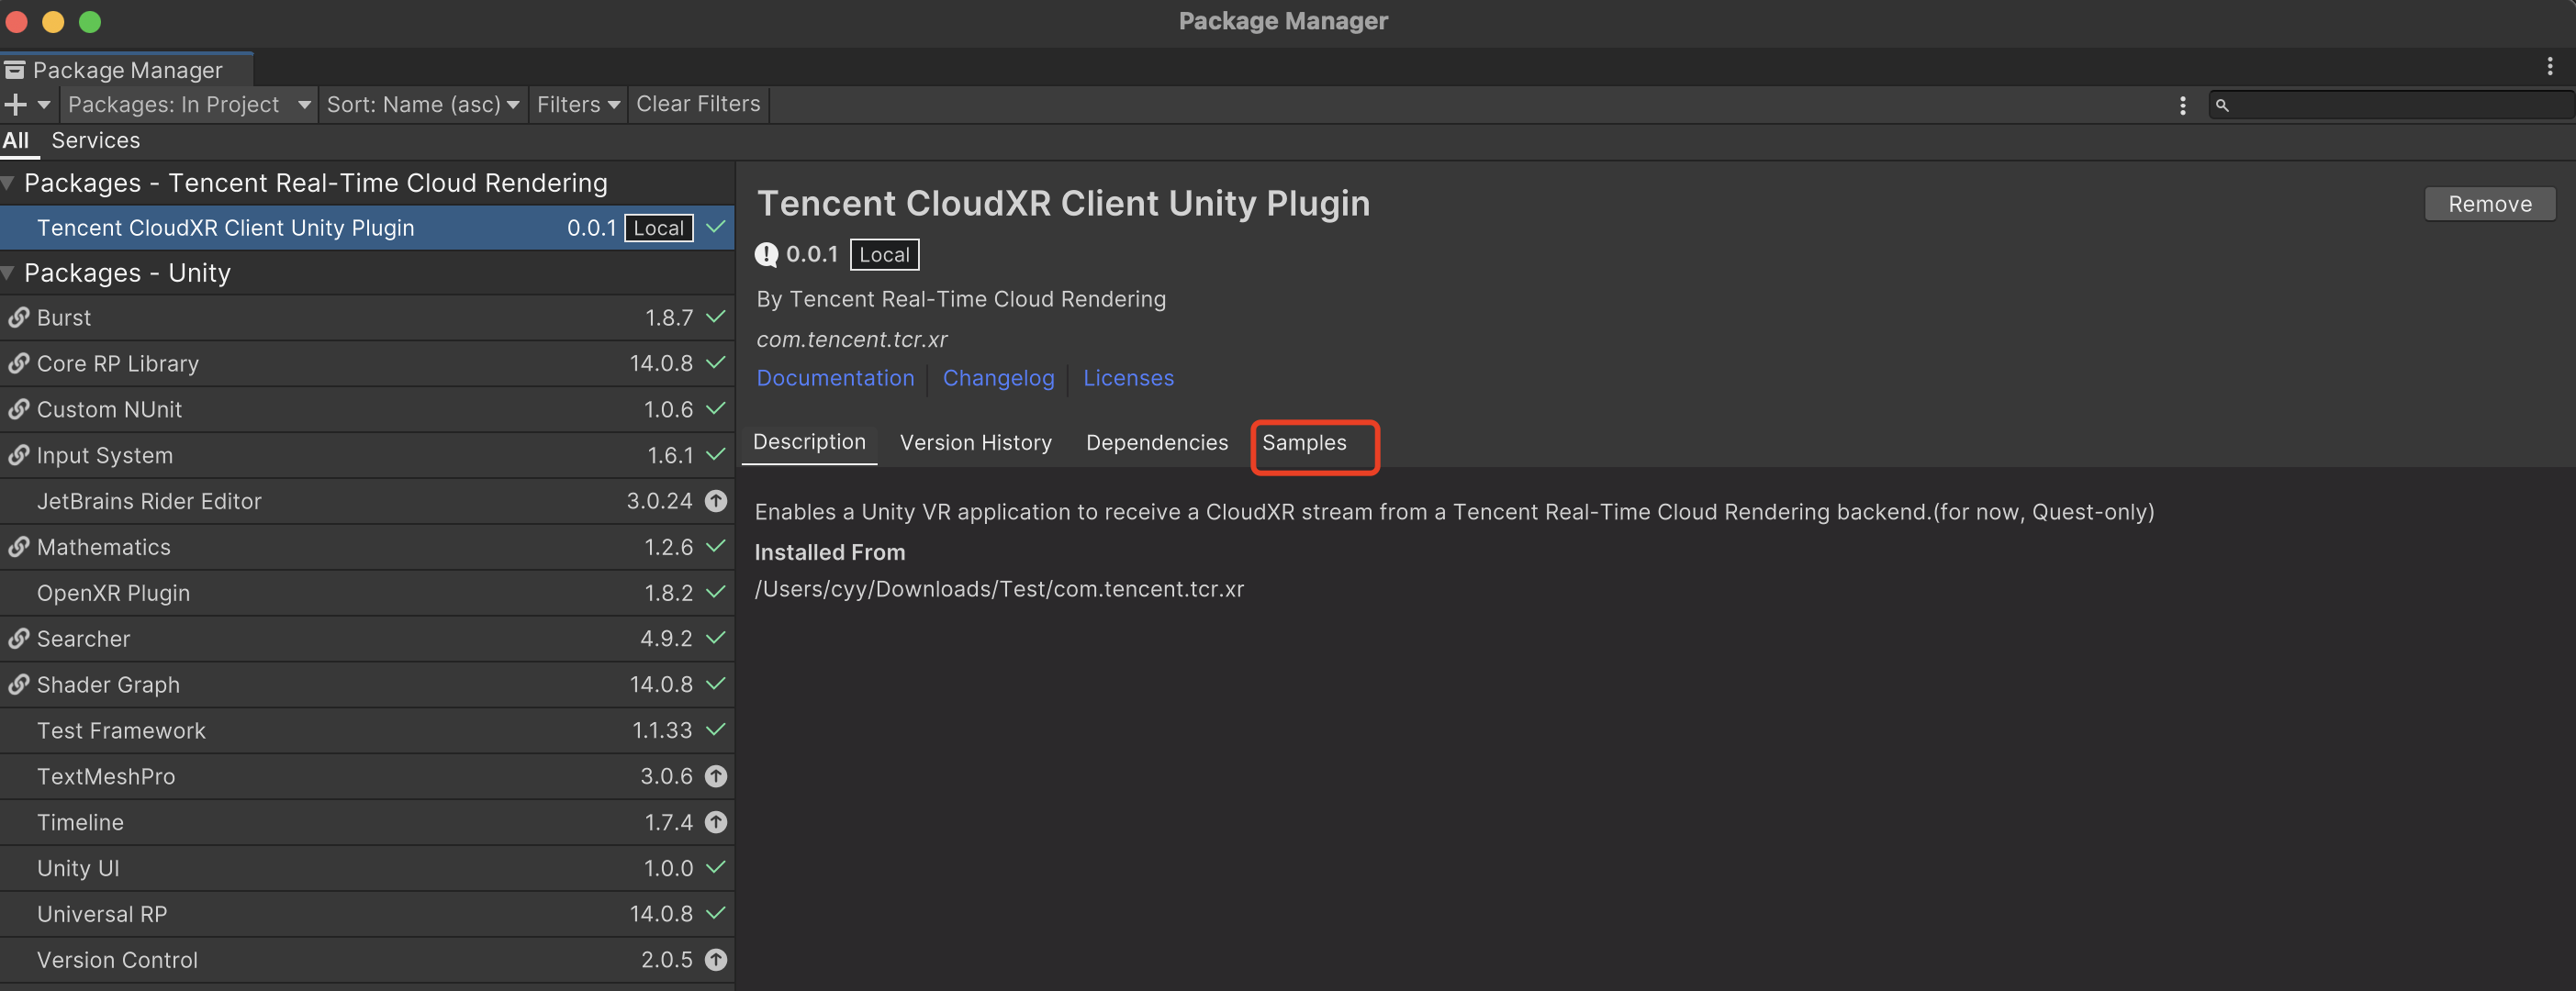 Package Manager
Package Manager
Packages: In Project
Sort: Name (asc)
Filters
Clear Filters
All
Services
Packages - Tencent Real-Time Cloud Rendering
Tencent CloudXR Client Unity Plugin 0.0.1 Local
Packages - Unity
Burst 1.8.7
Core RP Library 14.0.8
Custom NUnit 1.0.6
Input System 1.6.1
JetBrains Rider Editor 3.0.24
Mathematics 1.2.6
OpenXR Plugin 1.8.2
Searcher 4.9.2
Shader Graph 14.0.8
Test Framework 1.1.33
TextMeshPro 3.0.6
Timeline 1.7.4
Unity UI 1.0.0
Universal RP 14.0.8
Version Control 2.0.5
Tencent CloudXR Client Unity Plugin
Remove
0.0.1 Local
By Tencent Real-Time Cloud Rendering
com.tencent.tcr.xr
Documentation Changelog Licenses
Description Version History Dependencies Samples
Enables a Unity VR application to receive a CloudXR stream from a Tencent Real-Time Cloud Rendering backend.(for now, Quest-only)
Installed From
/Users/cyy/Downloads/Test/com.tencent.tcr.xr